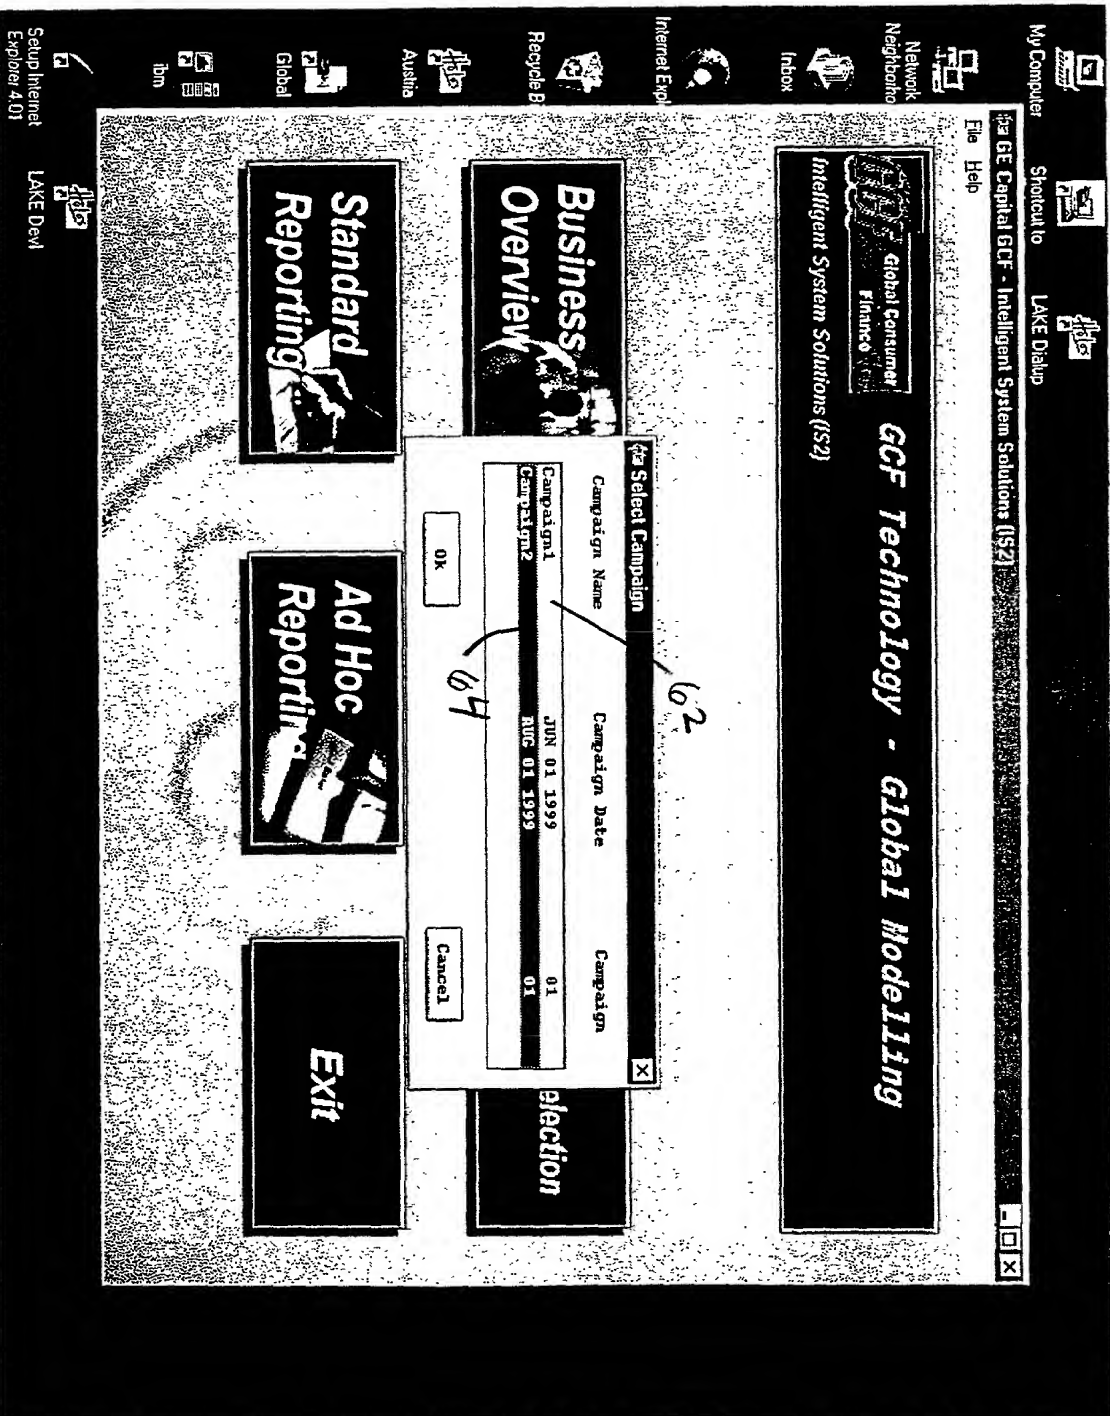 My Computer
Shortcut to
LAKE Dialup
Network
Neighborho
Inbox
Internet Expl
Recycle B
Austria
Global
ibm
Setup Internet
Explorer 4.01
LAKE Devl
GE Capital GCF - Intelligent System Solutions (IS2)
File Help
Global Consumer
Finance
GCF Technology - Global Modelling
Intelligent System Solutions (IS2)
Business
Overview
election
Select Campaign
Campaign Name Campaign Date Campaign
Campaign1 JUN 01 1999 01
Campaign2 AUG 01 1999 01
Ok
Cancel
62
64
Standard
Reporting
Ad Hoc
Reporting
Exit